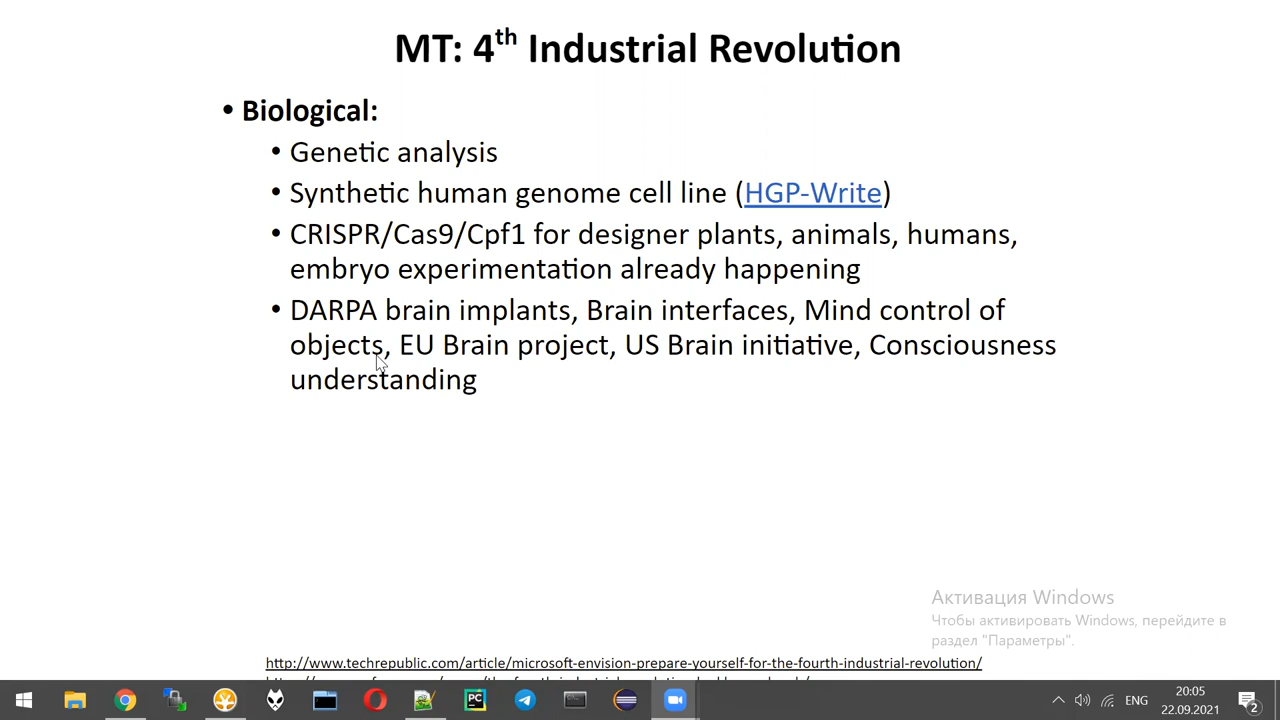 MT: 4th Industrial Revolution
• Biological:
• Genetic analysis
• Synthetic human genome cell line (HGP-Write)
• CRISPR/Cas9/Cpf1 for designer plants, animals, humans,
embryo experimentation already happening
• DARPA brain implants, Brain interfaces, Mind control of
objects, EU Brain project, US Brain initiative, Consciousness
understanding
Активация Windows
Чтобы активировать Windows, перейдите в
раздел "Параметры".
http://www.techrepublic.com/article/microsoft-envision-prepare-yourself-for-the-fourth-industrial-revolution/
PC
ENG
20:05
22.09.2021
2